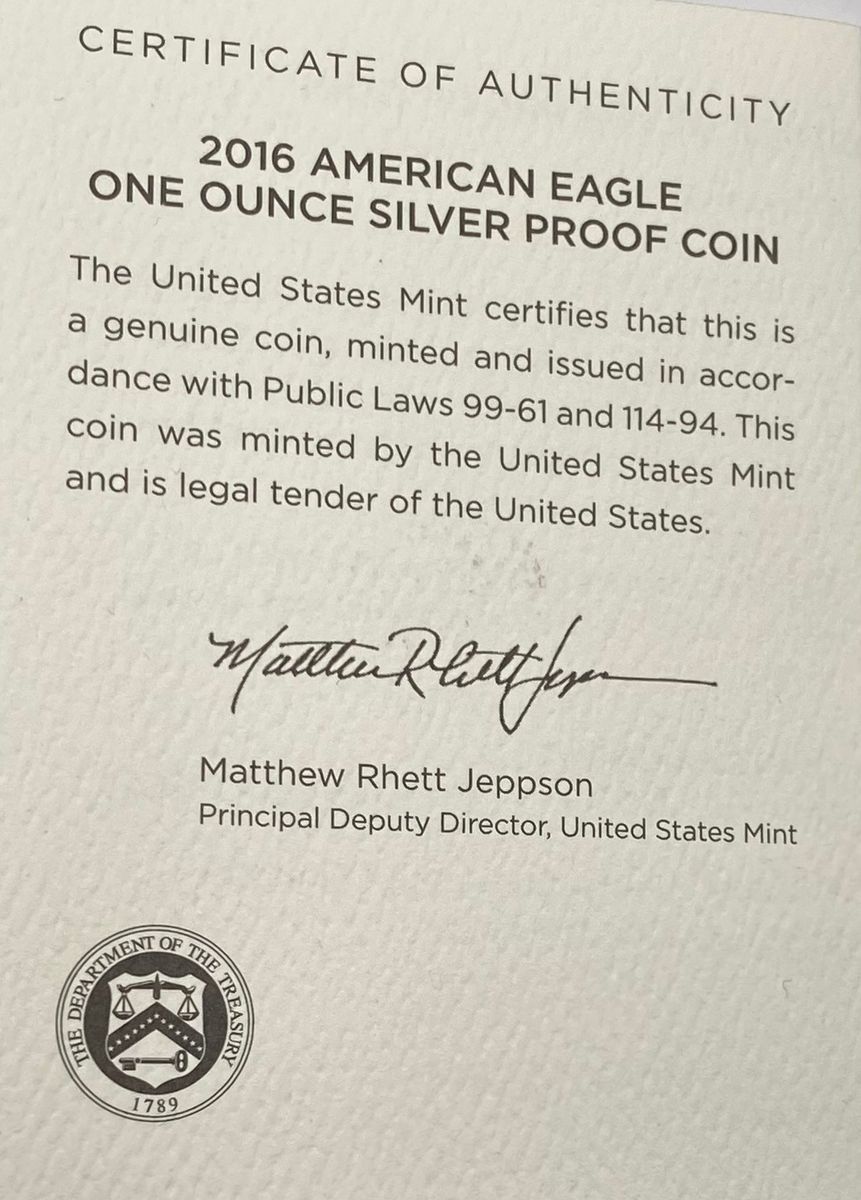 CERTIFICATE OF AUTHENTICITY
2016 AMERICAN EAGLE
ONE OUNCE SILVER PROOF COIN
The United States Mint certifies that this is
a genuine coin, minted and issued in accor-
dance with Public Laws 99-61 and 114-94. This
coin was minted by the United States Mint
and is legal tender of the United States.
Matthew Rhett Jeppson
Matthew Rhett Jeppson
Principal Deputy Director, United States Mint
THE DEPARTMENT OF THE TREASURY
1789